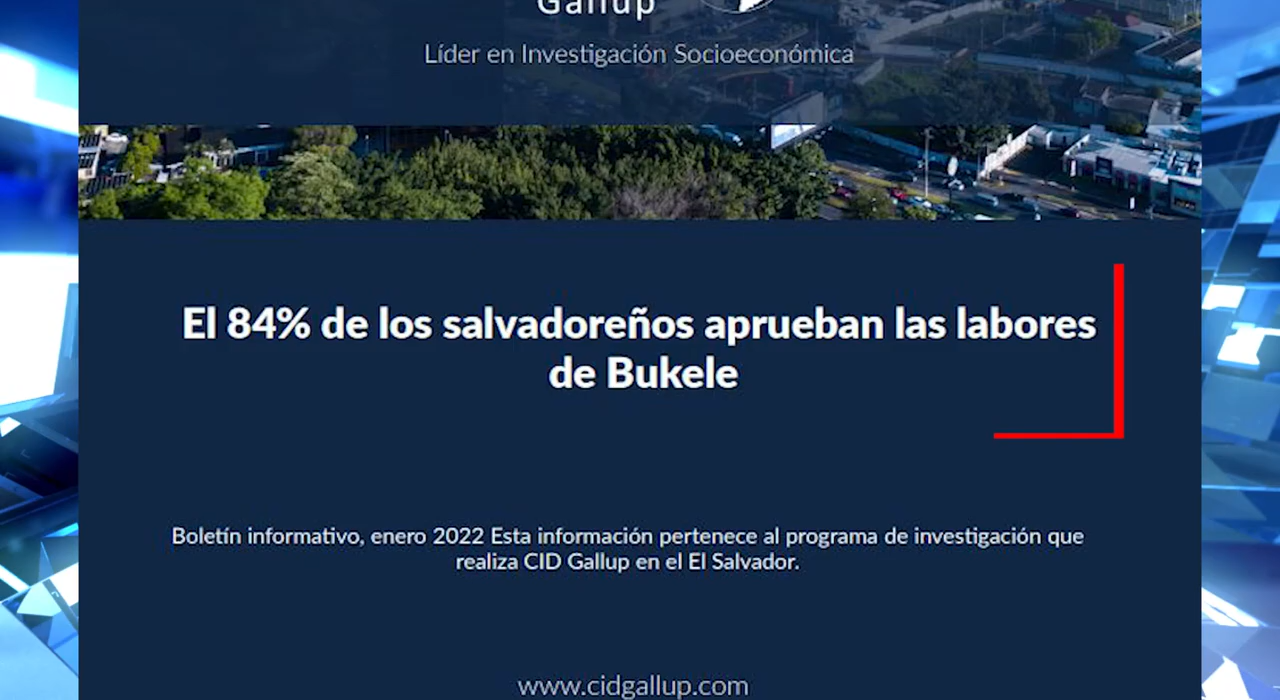 Gallup
Líder en Investigación Socioeconómica
El 84% de los salvadoreños aprueban las labores
de Bukele
Boletín informativo, enero 2022 Esta información pertenece al programa de investigación que
realiza CID Gallup en el El Salvador.
www.cidgallup.com